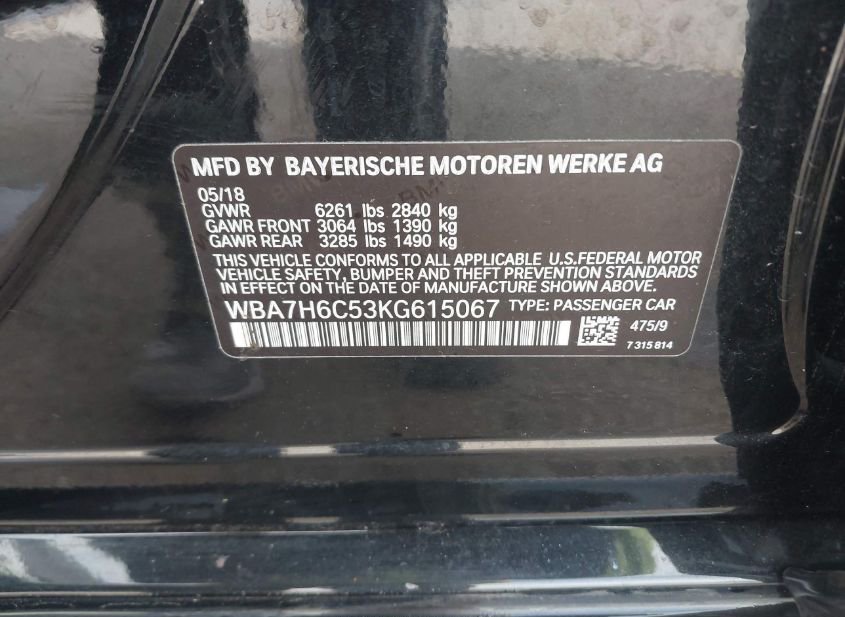 MFD BY BAYERISCHE MOTOREN WERKE AG
05/18
GVWR 6261 lbs 2840 kg
GAWR FRONT 3064 lbs 1390 kg
GAWR REAR 3285 lbs 1490 kg
THIS VEHICLE CONFORMS TO ALL APPLICABLE U.S.FEDERAL MOTOR
VEHICLE SAFETY, BUMPER AND THEFT PREVENTION STANDARDS
IN EFFECT ON THE DATE OF MANUFACTURE SHOWN ABOVE.
WBA7H6C53KG615067 TYPE: PASSENGER CAR
475/9
7 315 814